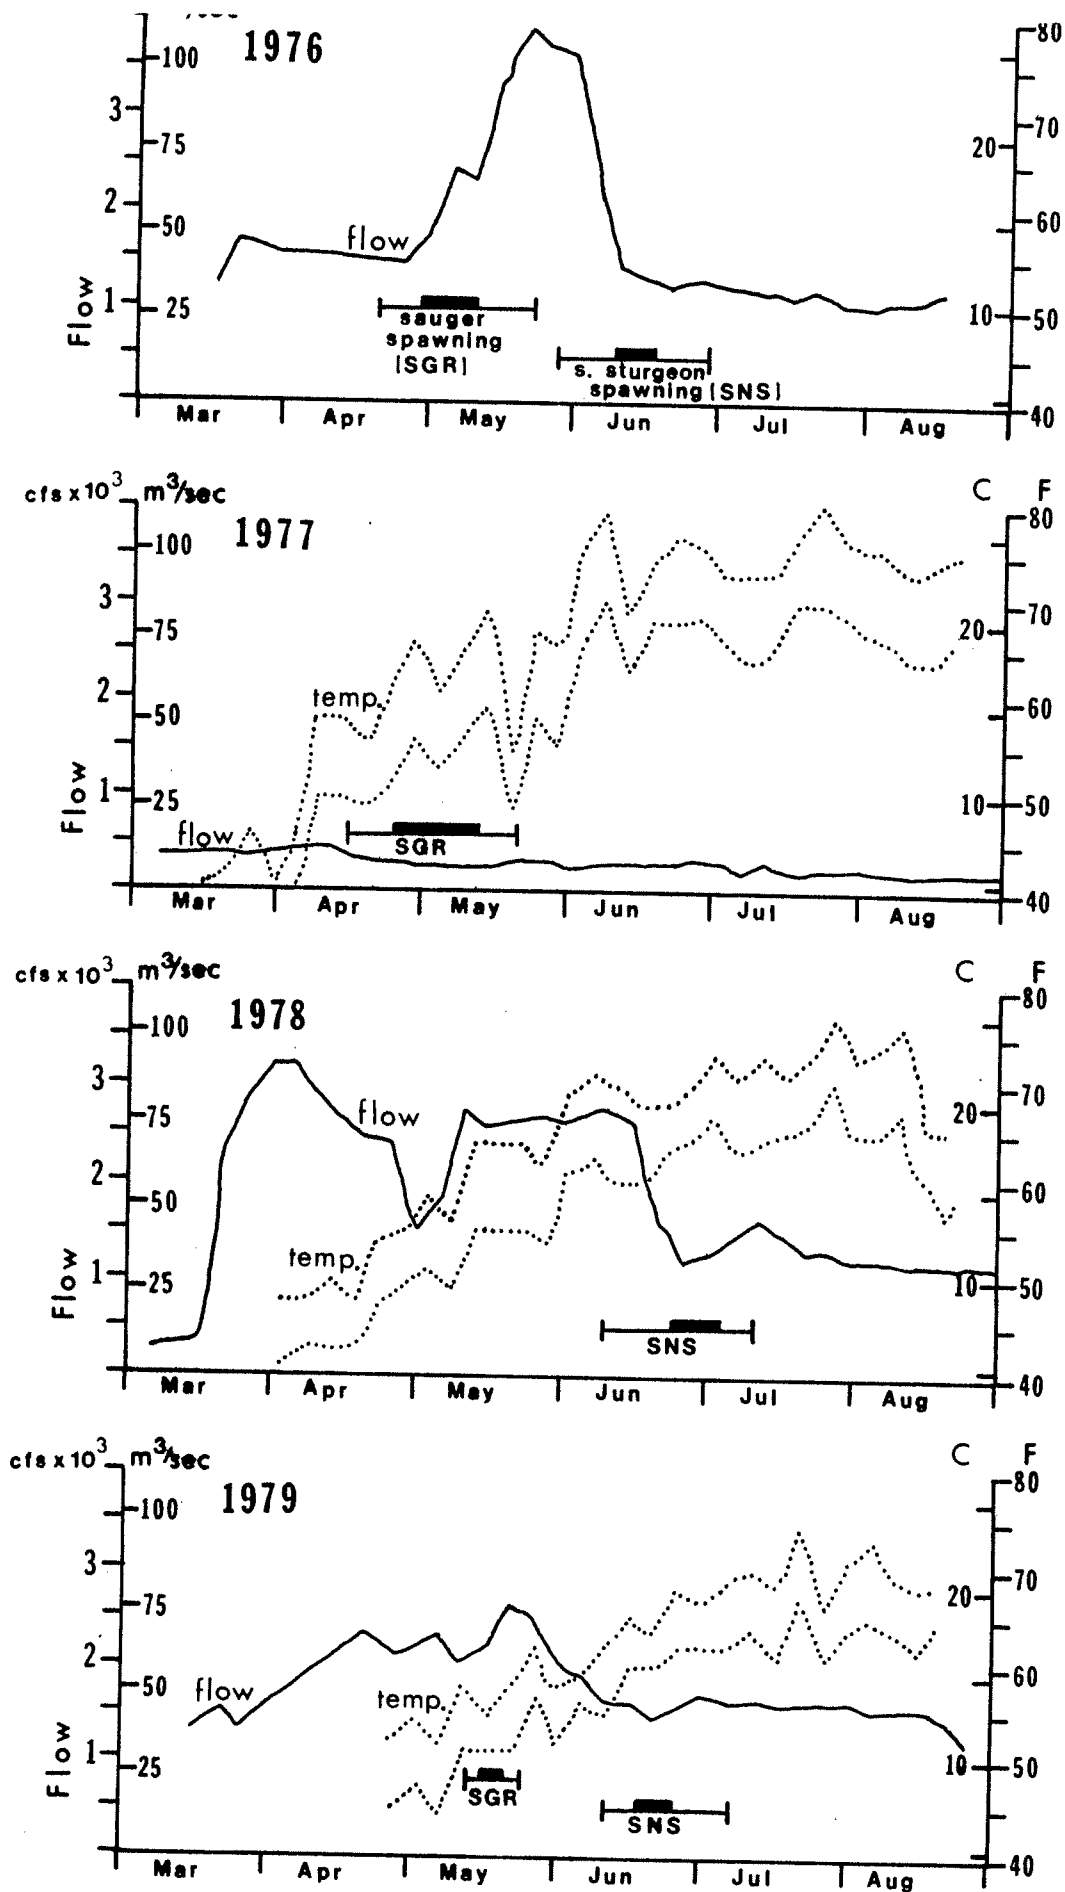 1976
100
75
50
25
3
2
1
Flow
flow
sauger
spawning
(SGR)
s. sturgeon
spawning (SNS)
80
70
60
50
40
20
10
Mar Apr May Jun Jul Aug
cfs x 10³ m³/sec
C F
1977
100
75
50
25
3
2
1
Flow
temp.
flow
SGR
80
70
60
50
40
20
10
Mar Apr May Jun Jul Aug
cfs x 10³ m³/sec
C F
1978
100
75
50
25
3
2
1
Flow
flow
temp.
SNS
80
70
60
50
40
20
10
Mar Apr May Jun Jul Aug
cfs x 10³ m³/sec
C F
1979
100
75
50
25
3
2
1
Flow
flow
temp.
SGR
SNS
80
70
60
50
40
20
10
Mar Apr May Jun Jul Aug